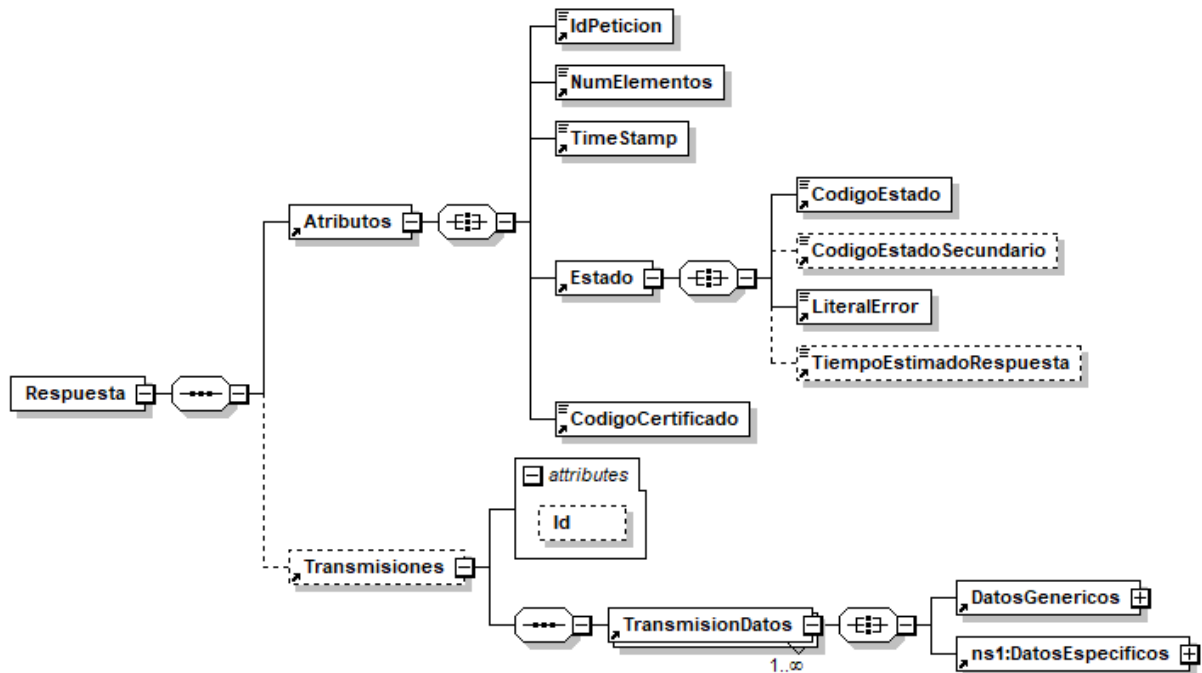 IdPeticion
NumElementos
TimeStamp
CodigoEstado
Atributos
CodigoEstadoSecundario
Estado
LiteralError
TiempoEstimadoRespuesta
Respuesta
CodigoCertificado
attributes
Id
Transmisiones
DatosGenericos
TransmisionDatos
1..∞
ns1:DatosEspecificos